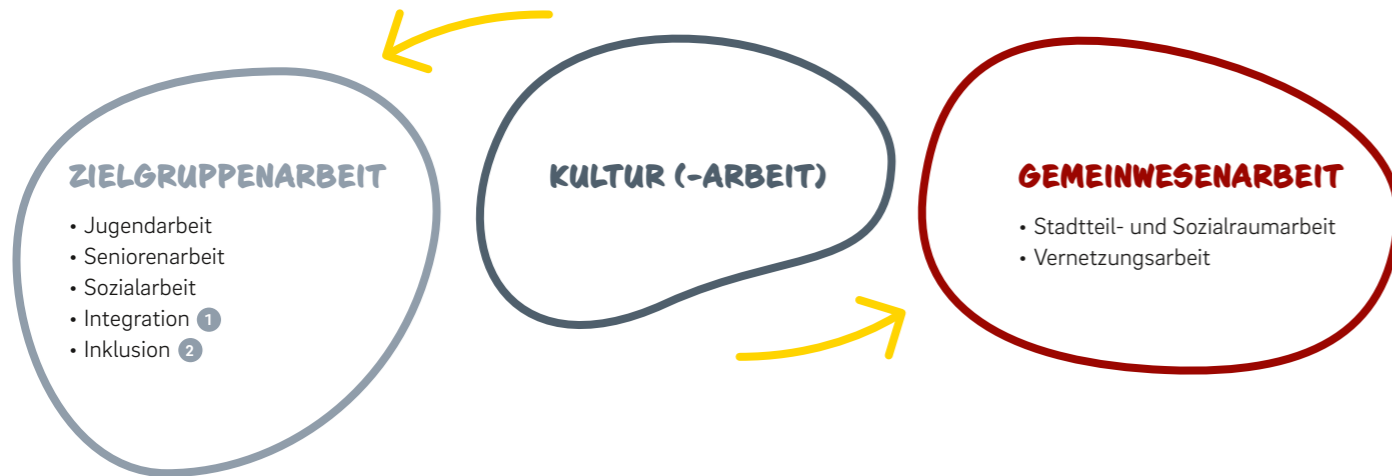 ZIELGRUPPENARBEIT
• Jugendarbeit
• Seniorenarbeit
• Sozialarbeit
• Integration 1
• Inklusion 2
KULTUR (-ARBEIT)
GEMEINWESENARBEIT
• Stadtteil- und Sozialraumarbeit
• Vernetzungsarbeit